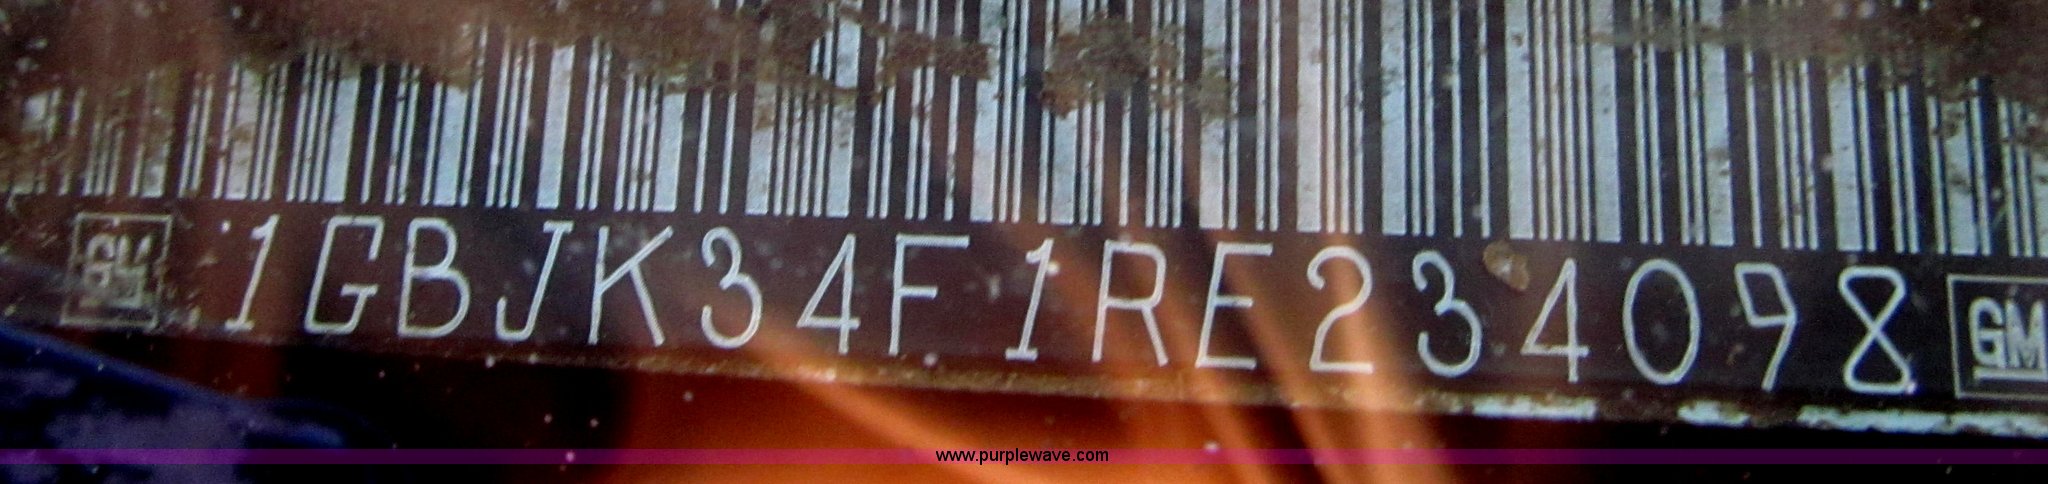 GM 1GBJK34F1RE234098 GM
www.purplewave.com